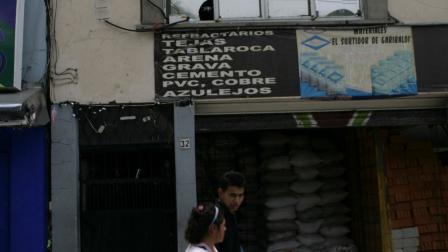 REFRACTARIOS
TEJAS
TABLAROCA
ARENA
GRAVA
CEMENTO
PVC, COBRE
AZULEJOS
MATERIALES
EL SURTIDOR DE GARIBALDI
32